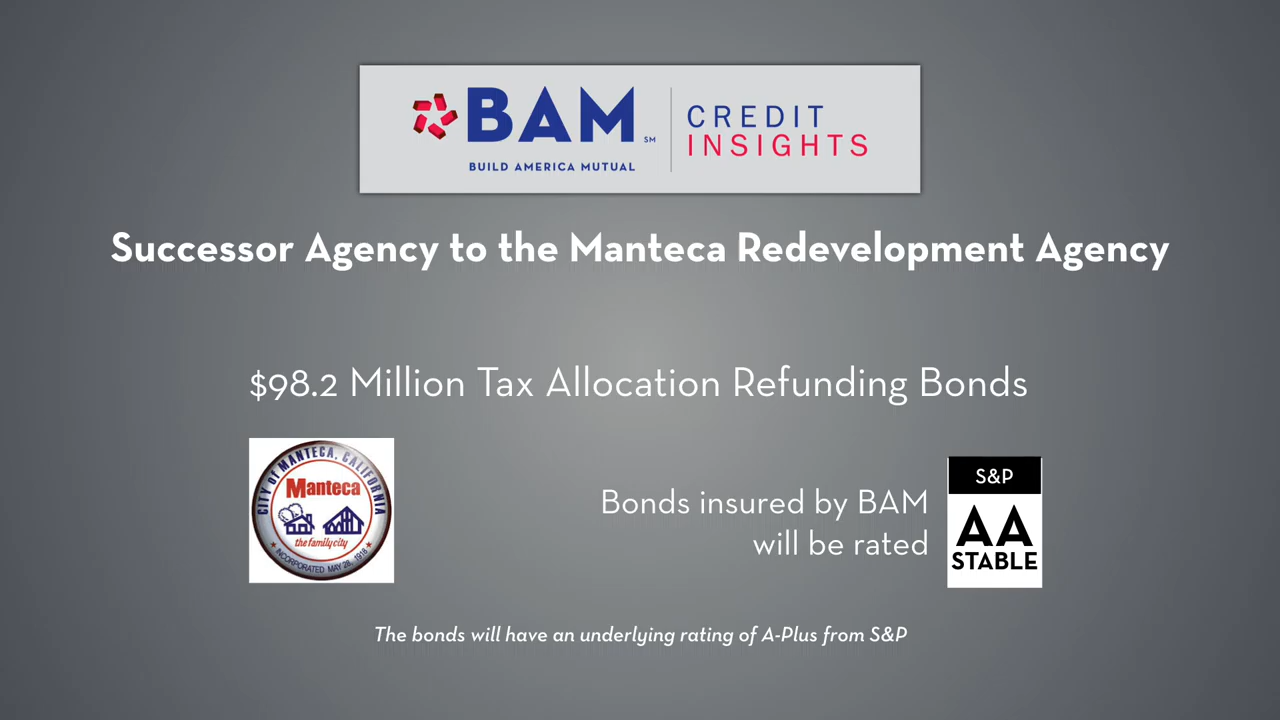 BAM SM
BUILD AMERICA MUTUAL
CREDIT
INSIGHTS
Successor Agency to the Manteca Redevelopment Agency
$98.2 Million Tax Allocation Refunding Bonds
CITY OF MANTECA, CALIFORNIA
Manteca
the family city
INCORPORATED MAY 28, 1918
Bonds insured by BAM
will be rated
S&P
AA
STABLE
The bonds will have an underlying rating of A-Plus from S&P